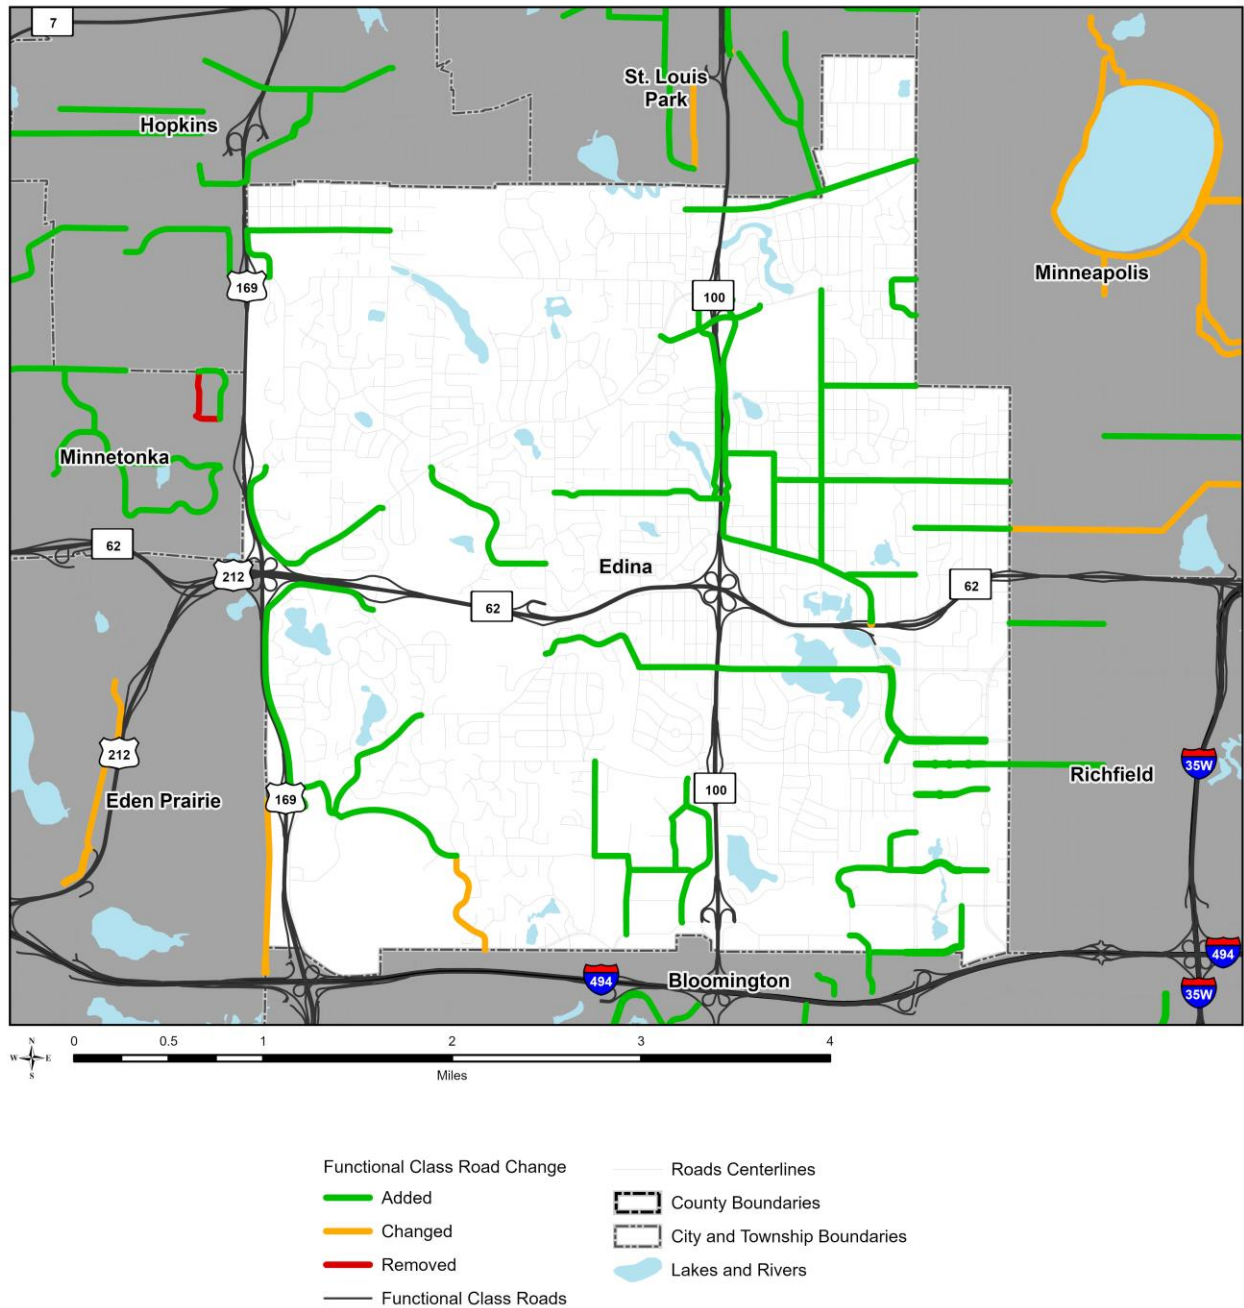 7
St. Louis
Park
Hopkins
Minneapolis
169
100
Minnetonka
62
212
Edina
62
62
212
Eden Prairie
169
100
Richfield
35W
494
Bloomington
494
35W
N
W E
S
0 0.5 1 2 3 4
Miles
Functional Class Road Change
Added
Changed
Removed
Functional Class Roads
Roads Centerlines
County Boundaries
City and Township Boundaries
Lakes and Rivers